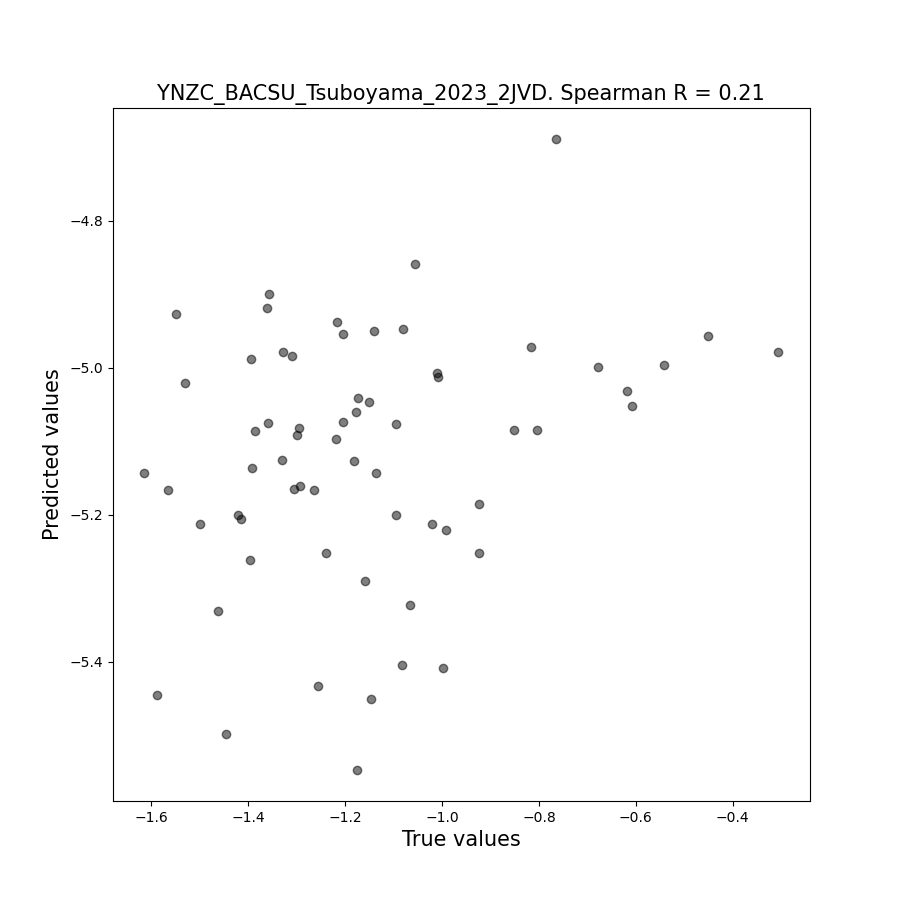 YNZC_BACSU_Tsuboyama_2023_2JVD. Spearman R = 0.21
Predicted values
−4.8
−5.0
−5.2
−5.4
−1.6 −1.4 −1.2 −1.0 −0.8 −0.6 −0.4
True values